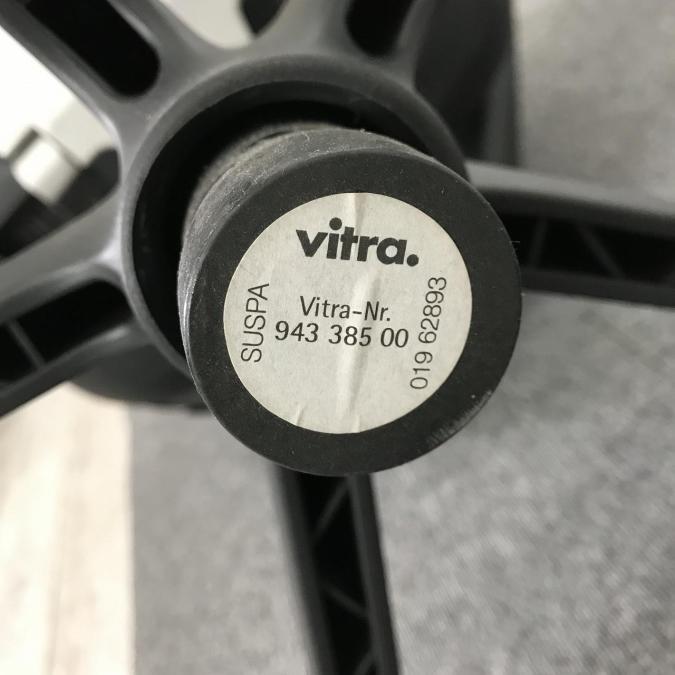 vitra.
Vitra-Nr.
943 385 00
SUSPA
019 62893